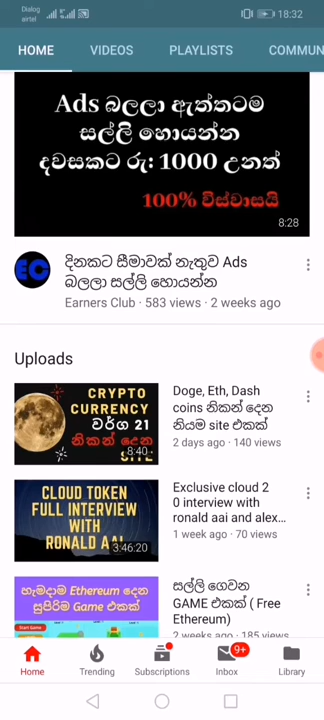 Dialog
airtel
18:32
HOME VIDEOS PLAYLISTS COMMUN
Ads බලලා ඇත්තටම
සල්ලි හොයන්න
දවසකට රු: 1000 උනත්
100% විශ්වාසයි
8:28
EC
දිනකට සීමාවක් නැතුව Ads
බලලා සල්ලි හොයන්න
Earners Club · 583 views · 2 weeks ago
Uploads
CRYPTO
CURRENCY
වර්ග 21
නිකන් දෙන
SITE
8:40
Doge, Eth, Dash
coins නිකන් දෙන
නියම site එකක්
2 days ago · 140 views
CLOUD TOKEN
FULL INTERVIEW
WITH
RONALD AAI
3:46:20
Exclusive cloud 2
0 interview with
ronald aai and alex...
1 week ago · 70 views
හැමදාම Ethereum දෙන
සුපිරිම Game එකක්
Start Game
සල්ලි ගෙවන
GAME එකක් ( Free
Ethereum)
2 weeks ago · 185 views
9+
Home Trending Subscriptions Inbox Library